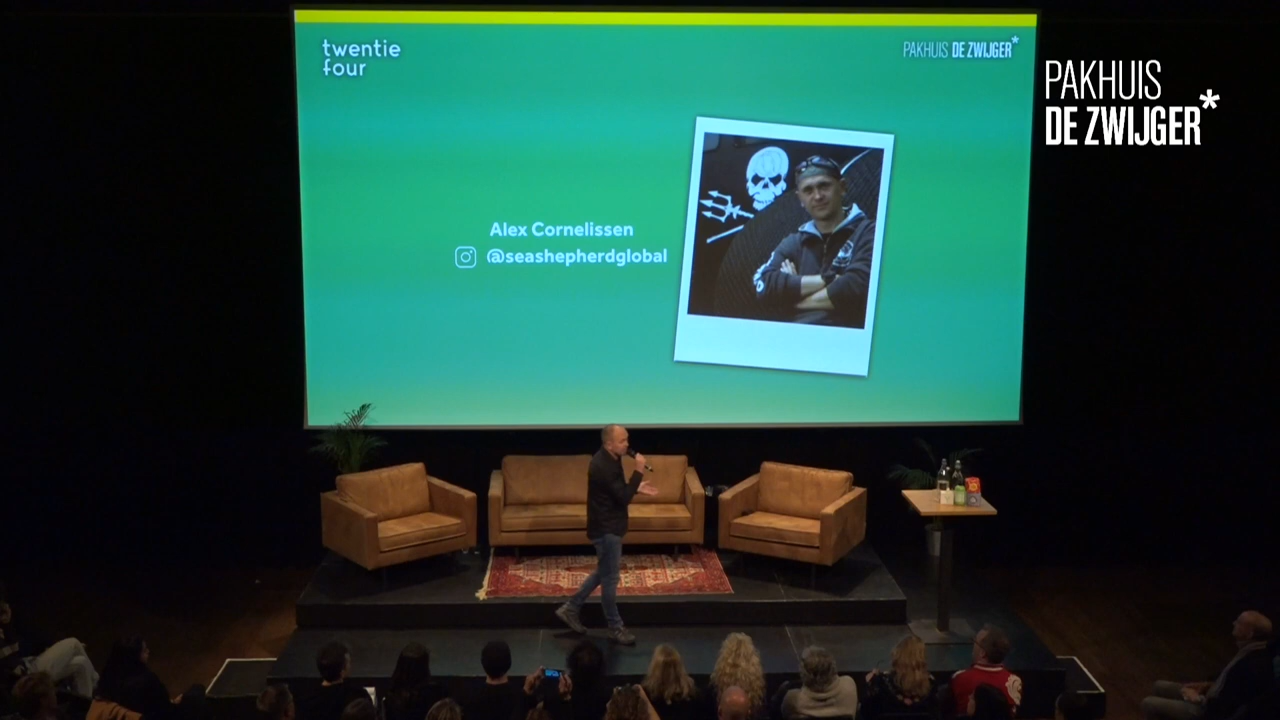 twentie
four
PAKHUIS DE ZWIJGER*
PAKHUIS
DE ZWIJGER*
Alex Cornelissen
@seashepherdglobal